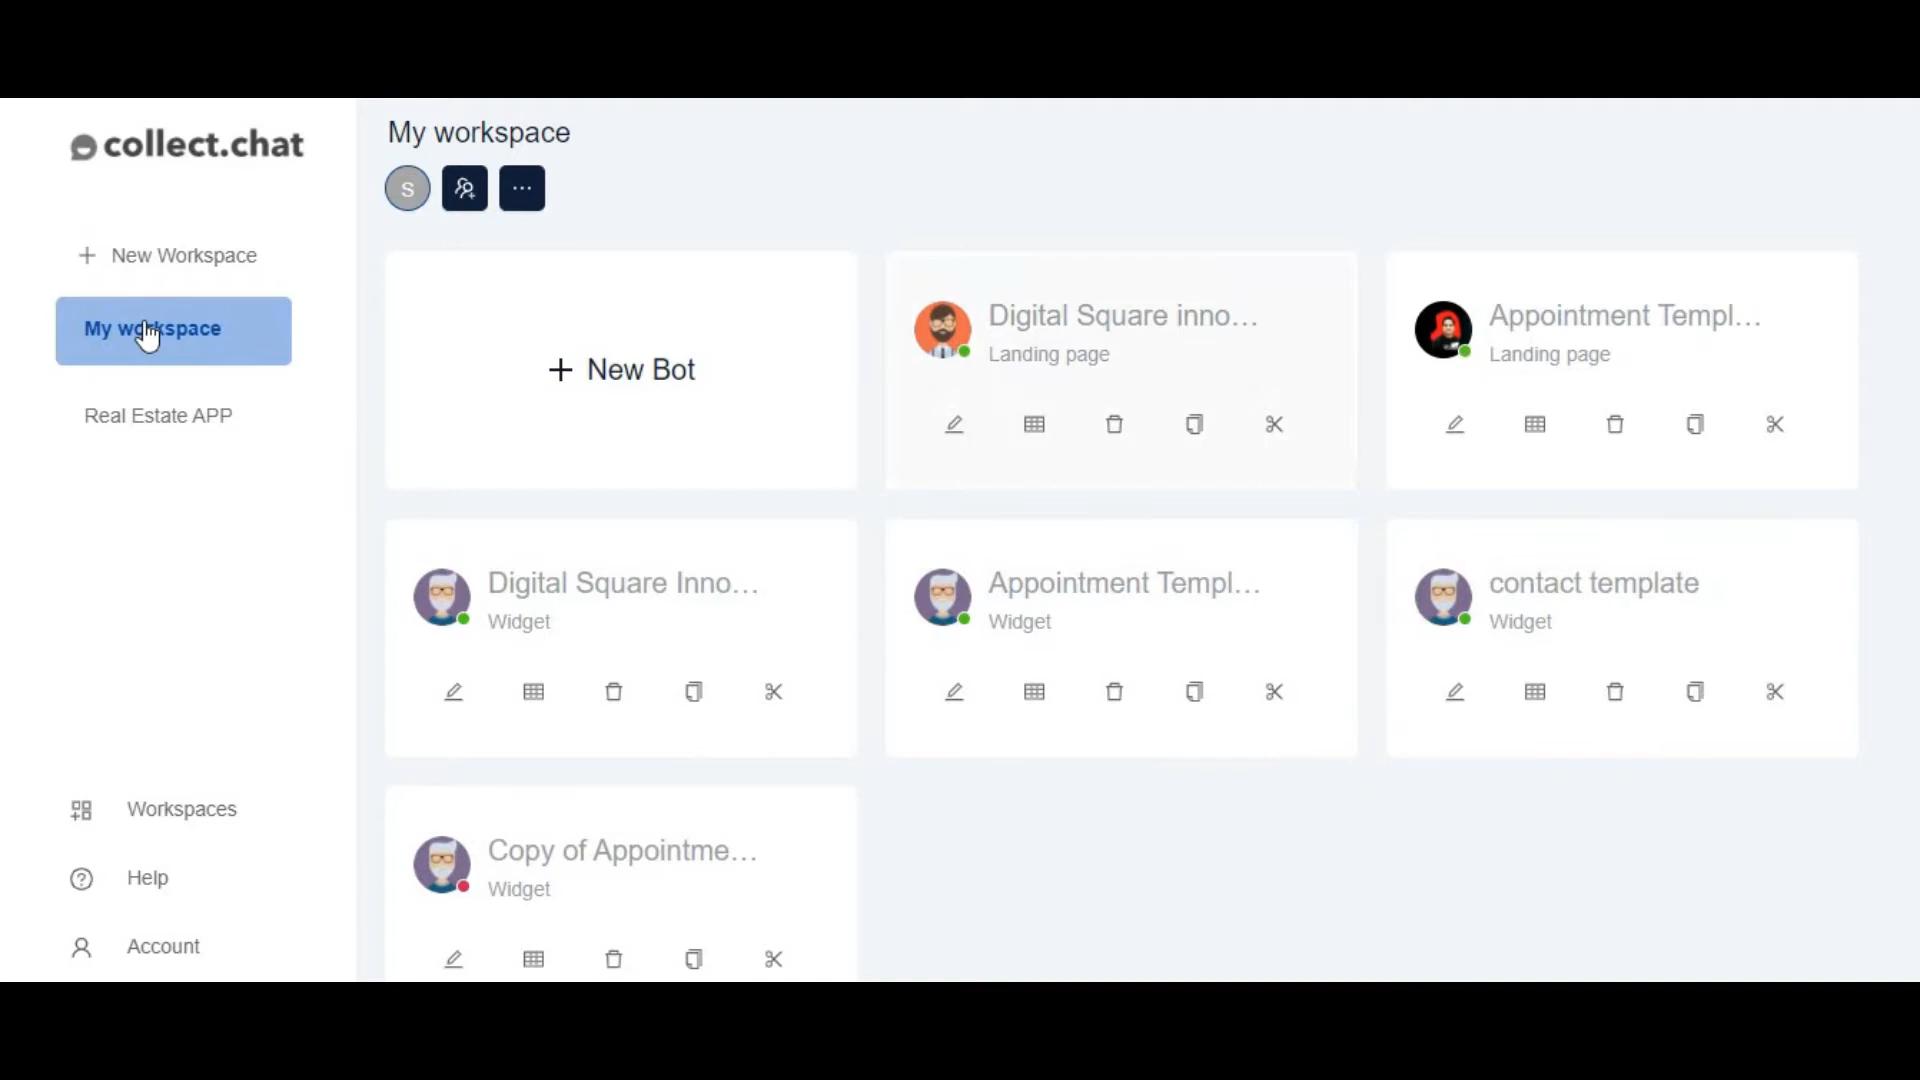 collect.chat
New Workspace
My workspace
Real Estate APP
Workspaces
Help
Account
My workspace
S
New Bot
Digital Square inno...
Landing page
Appointment Templ...
Landing page
Digital Square Inno...
Widget
Appointment Templ...
Widget
contact template
Widget
Copy of Appointme...
Widget